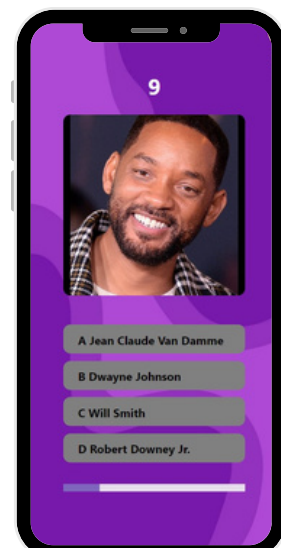 9
A Jean Claude Van Damme
B Dwayne Johnson
C Will Smith
D Robert Downey Jr.